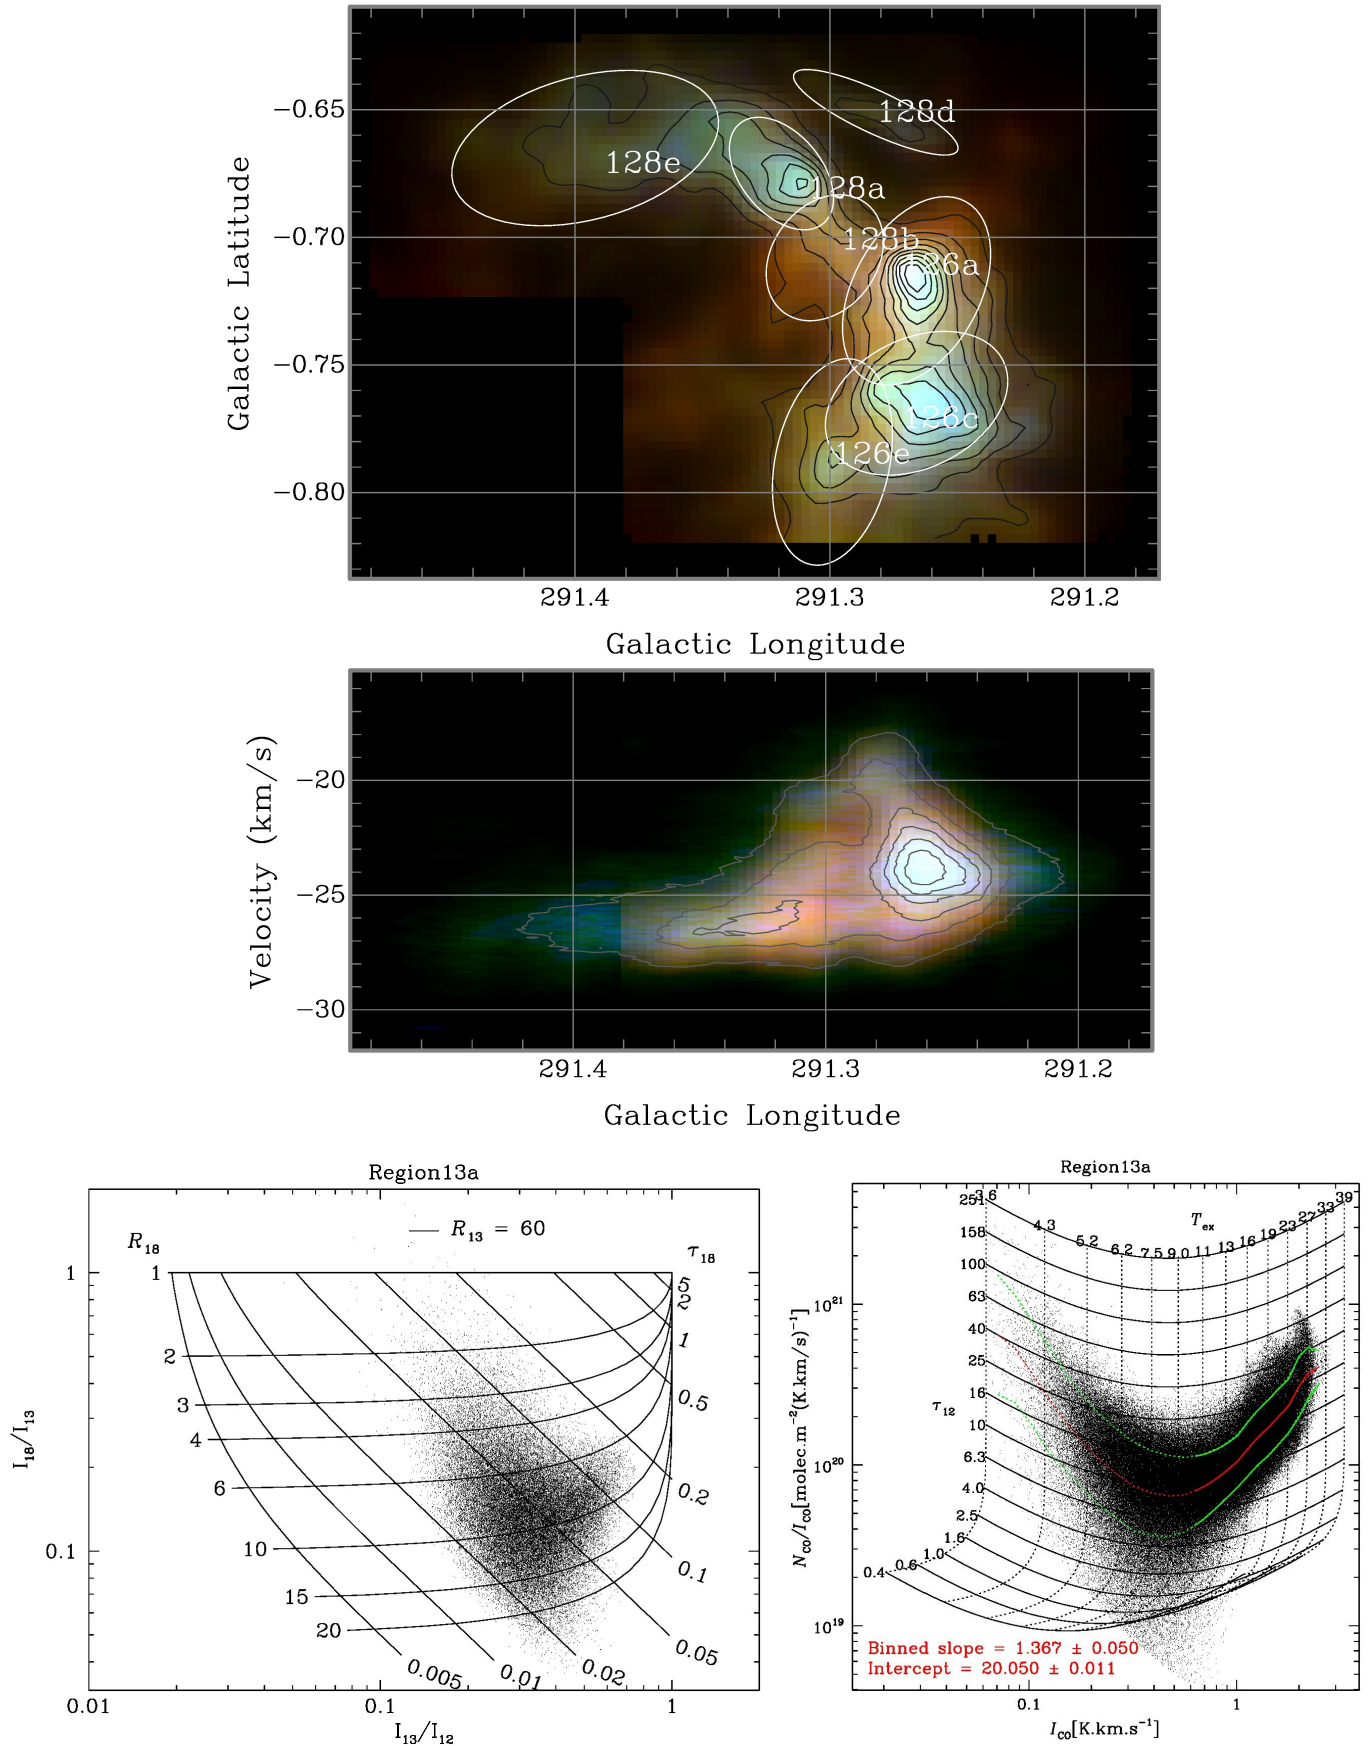 Galactic Latitude
−0.65
−0.70
−0.75
−0.80
128d
128e
128a
128b
126a
126c
126e
291.4 291.3 291.2
Galactic Longitude
Velocity (km/s)
−20
−25
−30
291.4 291.3 291.2
Galactic Longitude
Region13a
R18
R13 = 60
τ18
I18/I13
1
0.1
1
2
3
4
6
10
15
20
5
2
1
0.5
0.2
0.1
0.05
0.02
0.01
0.005
0.01 0.1 1
I13/I12
Region13a
NCO/ICO[molec.m−2(K.km/s)−1]
10²¹
10²⁰
10¹⁹
Tex
3.6 4.3 5.2 6.2 7.5 9.0 11 13 16 19 23 27 33 39
τ12
251
158
100
63
40
25
16
10
6.3
4.0
2.5
1.6
1.0
0.6
0.4
Binned slope = 1.367 ± 0.050
Intercept = 20.050 ± 0.011
0.1 1
ICO[K.km.s−1]